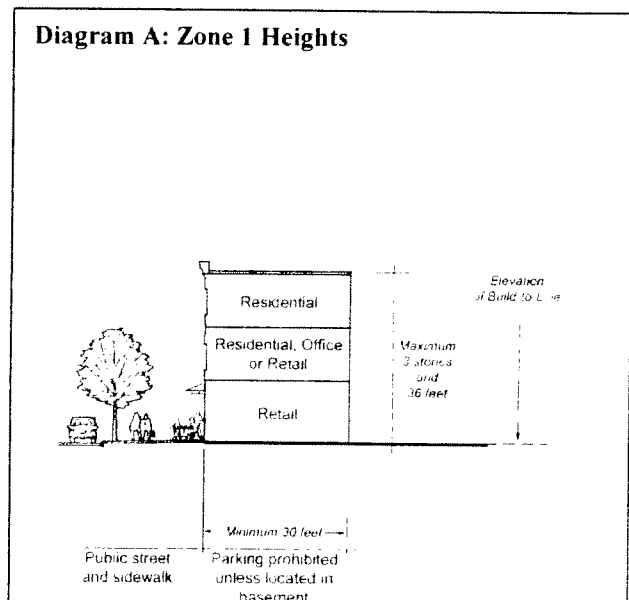 Diagram A: Zone 1 Heights
Elevation
of Build to Line
Residential
Residential, Office
or Retail
Maximum
3 stories
and
36 feet
Retail
Minimum 30 feet
Public street
and sidewalk
Parking prohibited
unless located in
basement